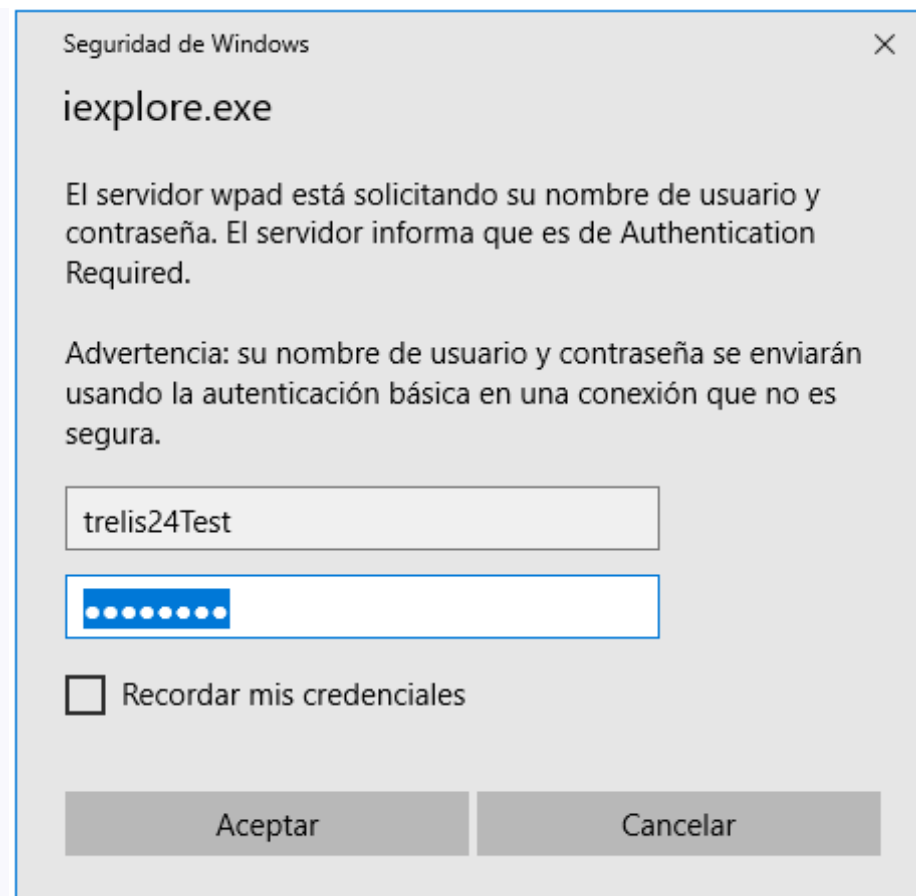 Seguridad de Windows
iexplore.exe
El servidor wpad está solicitando su nombre de usuario y
contraseña. El servidor informa que es de Authentication
Required.
Advertencia: su nombre de usuario y contraseña se enviarán
usando la autenticación básica en una conexión que no es
segura.
trelis24Test
••••••••
Recordar mis credenciales
Aceptar
Cancelar